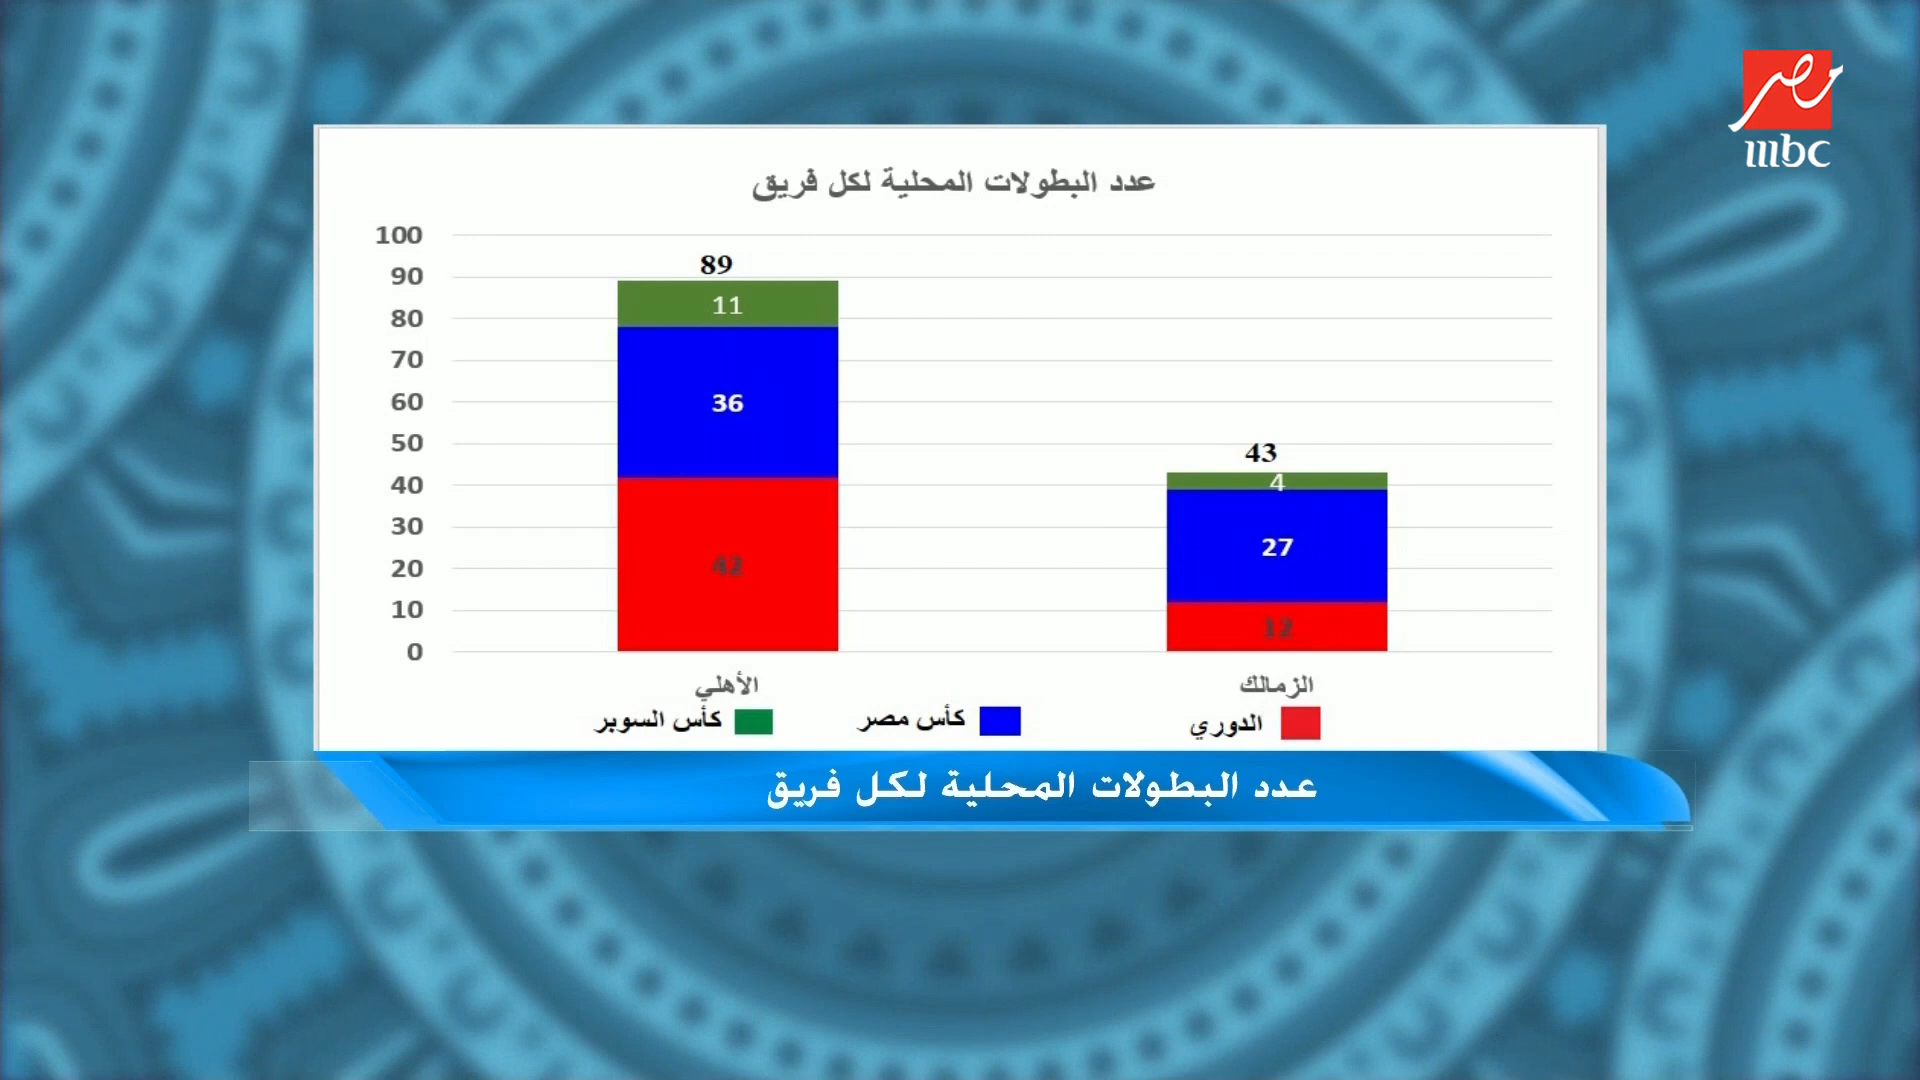 مصر
mbc
عدد البطولات المحلية لكل فريق
100
90
80
70
60
50
40
30
20
10
0
89
11
36
42
43
4
27
12
الأهلي
الزمالك
الدوري
كأس مصر
كأس السوبر
عدد البطولات المحلية لكل فريق